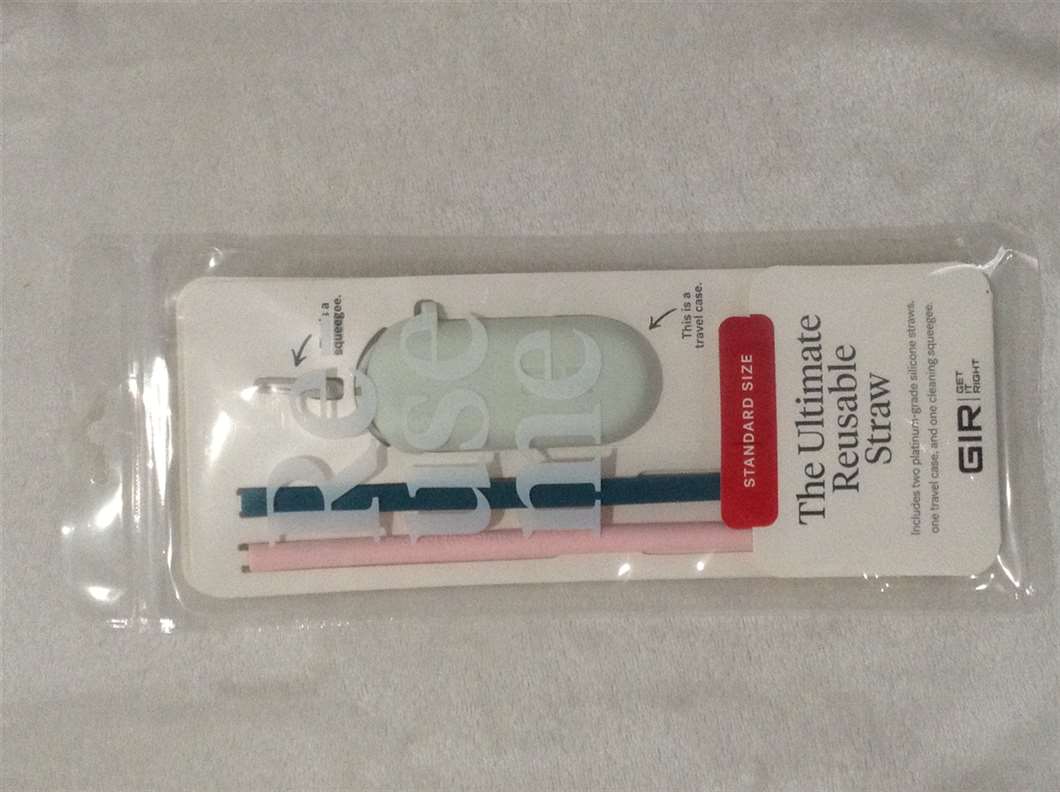 Re
use
me
squeegee.
This is a
travel case.
STANDARD SIZE
The Ultimate
Reusable
Straw
Includes two platinum-grade silicone straws,
one travel case, and one cleaning squeegee.
GIR
GET
IT
RIGHT